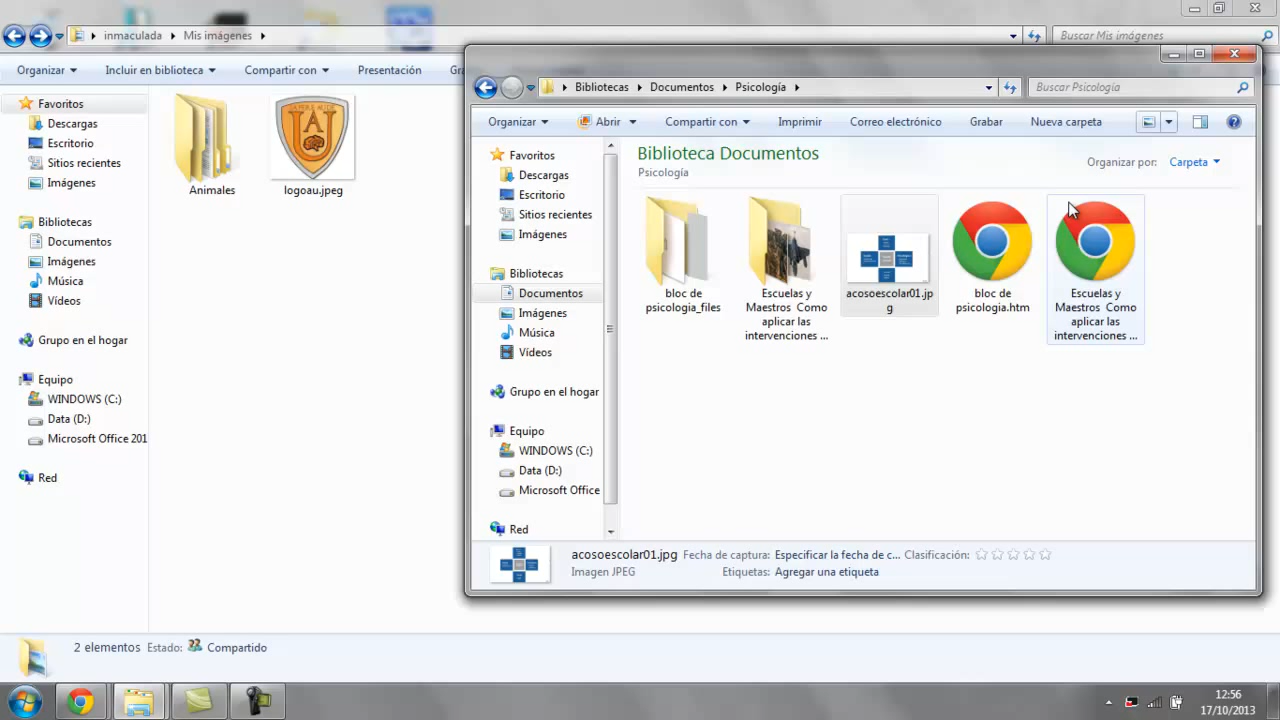 inmaculada ▸ Mis imágenes ▸
Buscar Mis imágenes
Organizar
Incluir en biblioteca
Compartir con
Presentación
Favoritos
Descargas
Escritorio
Sitios recientes
Imágenes
Bibliotecas
Documentos
Imágenes
Música
Vídeos
Grupo en el hogar
Equipo
WINDOWS (C:)
Data (D:)
Microsoft Office 201
Red
Animales
logoau.jpeg
2 elementos Estado: Compartido
Bibliotecas ▸ Documentos ▸ Psicología ▸
Buscar Psicología
Organizar
Abrir
Compartir con
Imprimir
Correo electrónico
Grabar
Nueva carpeta
Favoritos
Descargas
Escritorio
Sitios recientes
Imágenes
Bibliotecas
Documentos
Imágenes
Música
Vídeos
Grupo en el hogar
Equipo
WINDOWS (C:)
Data (D:)
Microsoft Office
Red
Biblioteca Documentos
Psicología
Organizar por: Carpeta
bloc de
psicologia_files
Escuelas y
Maestros Como
aplicar las
intervenciones ...
acosoescolar01.jp
g
bloc de
psicologia.htm
Escuelas y
Maestros Como
aplicar las
intervenciones ...
acosoescolar01.jpg Fecha de captura: Especificar la fecha de c... Clasificación:
Imagen JPEG Etiquetas: Agregar una etiqueta
12:56
17/10/2013